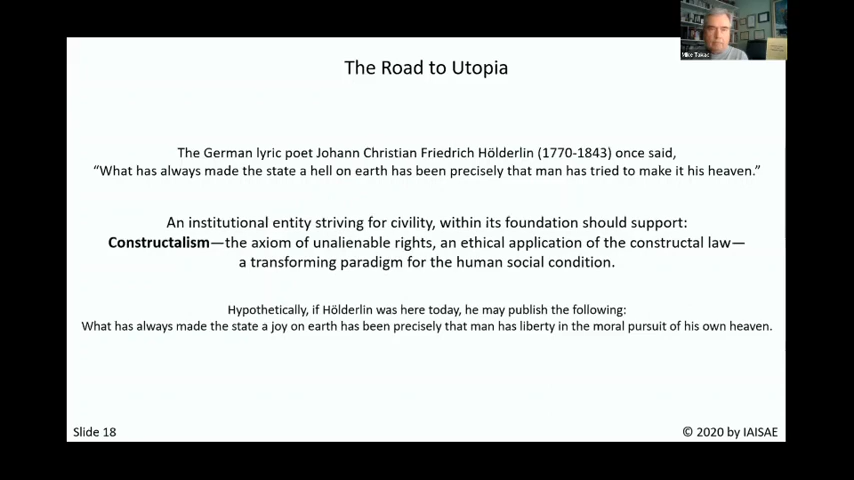 Mike Takac
The Road to Utopia
The German lyric poet Johann Christian Friedrich Hölderlin (1770-1843) once said,
“What has always made the state a hell on earth has been precisely that man has tried to make it his heaven.”
An institutional entity striving for civility, within its foundation should support:
Constructalism—the axiom of unalienable rights, an ethical application of the constructal law—
a transforming paradigm for the human social condition.
Hypothetically, if Hölderlin was here today, he may publish the following:
What has always made the state a joy on earth has been precisely that man has liberty in the moral pursuit of his own heaven.
Slide 18
© 2020 by IAISAE